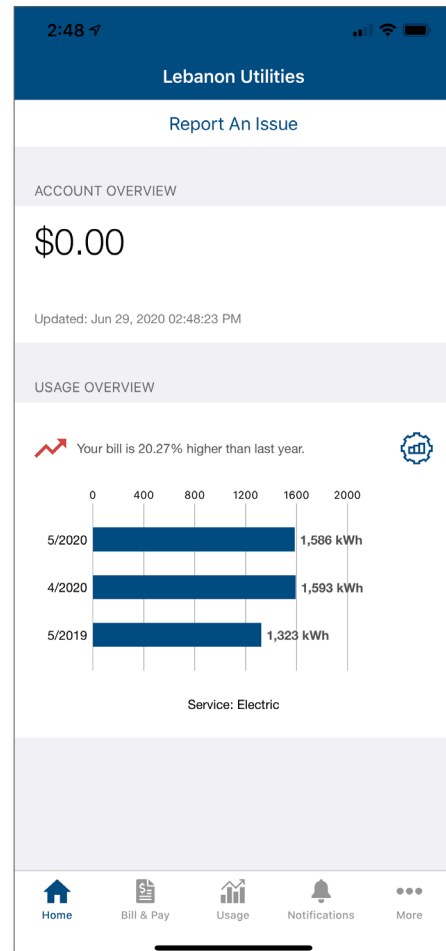 2:48
Lebanon Utilities
Report An Issue
ACCOUNT OVERVIEW
$0.00
Updated: Jun 29, 2020 02:48:23 PM
USAGE OVERVIEW
Your bill is 20.27% higher than last year.
0 400 800 1200 1600 2000
5/2020 1,586 kWh
4/2020 1,593 kWh
5/2019 1,323 kWh
Service: Electric
Home Bill & Pay Usage Notifications More